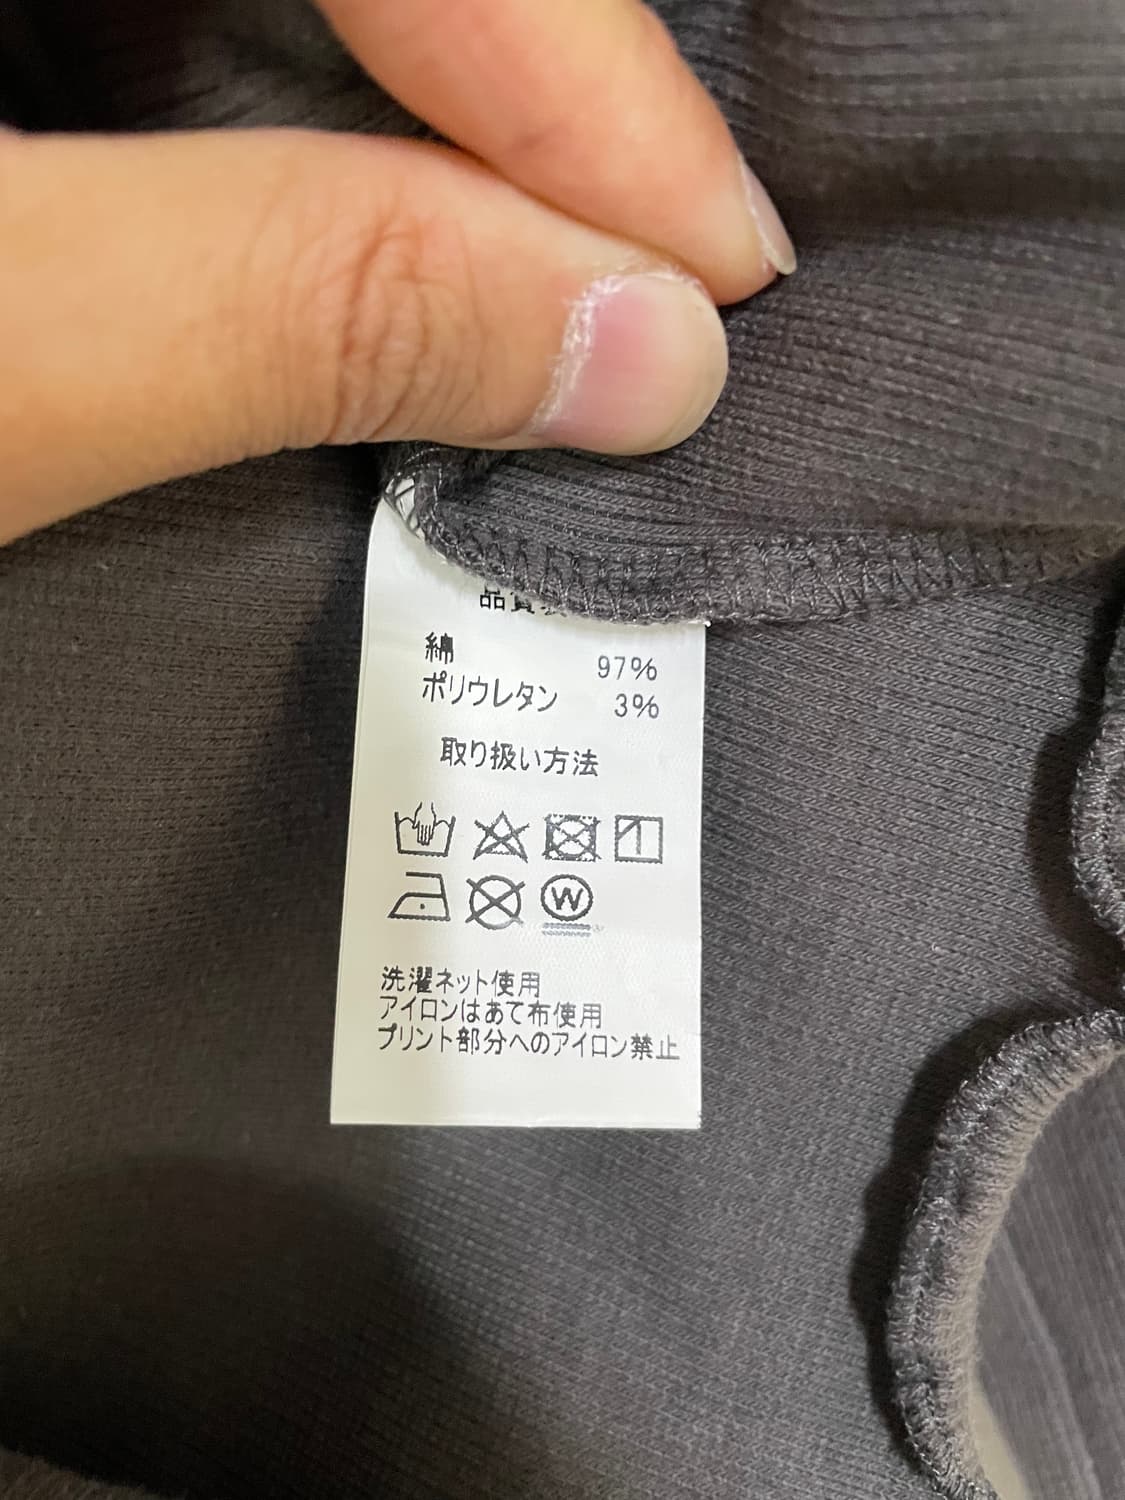 品質
綿 97%
ポリウレタン 3%
取り扱い方法
W
洗濯ネット使用
アイロンはあて布使用
プリント部分へのアイロン禁止